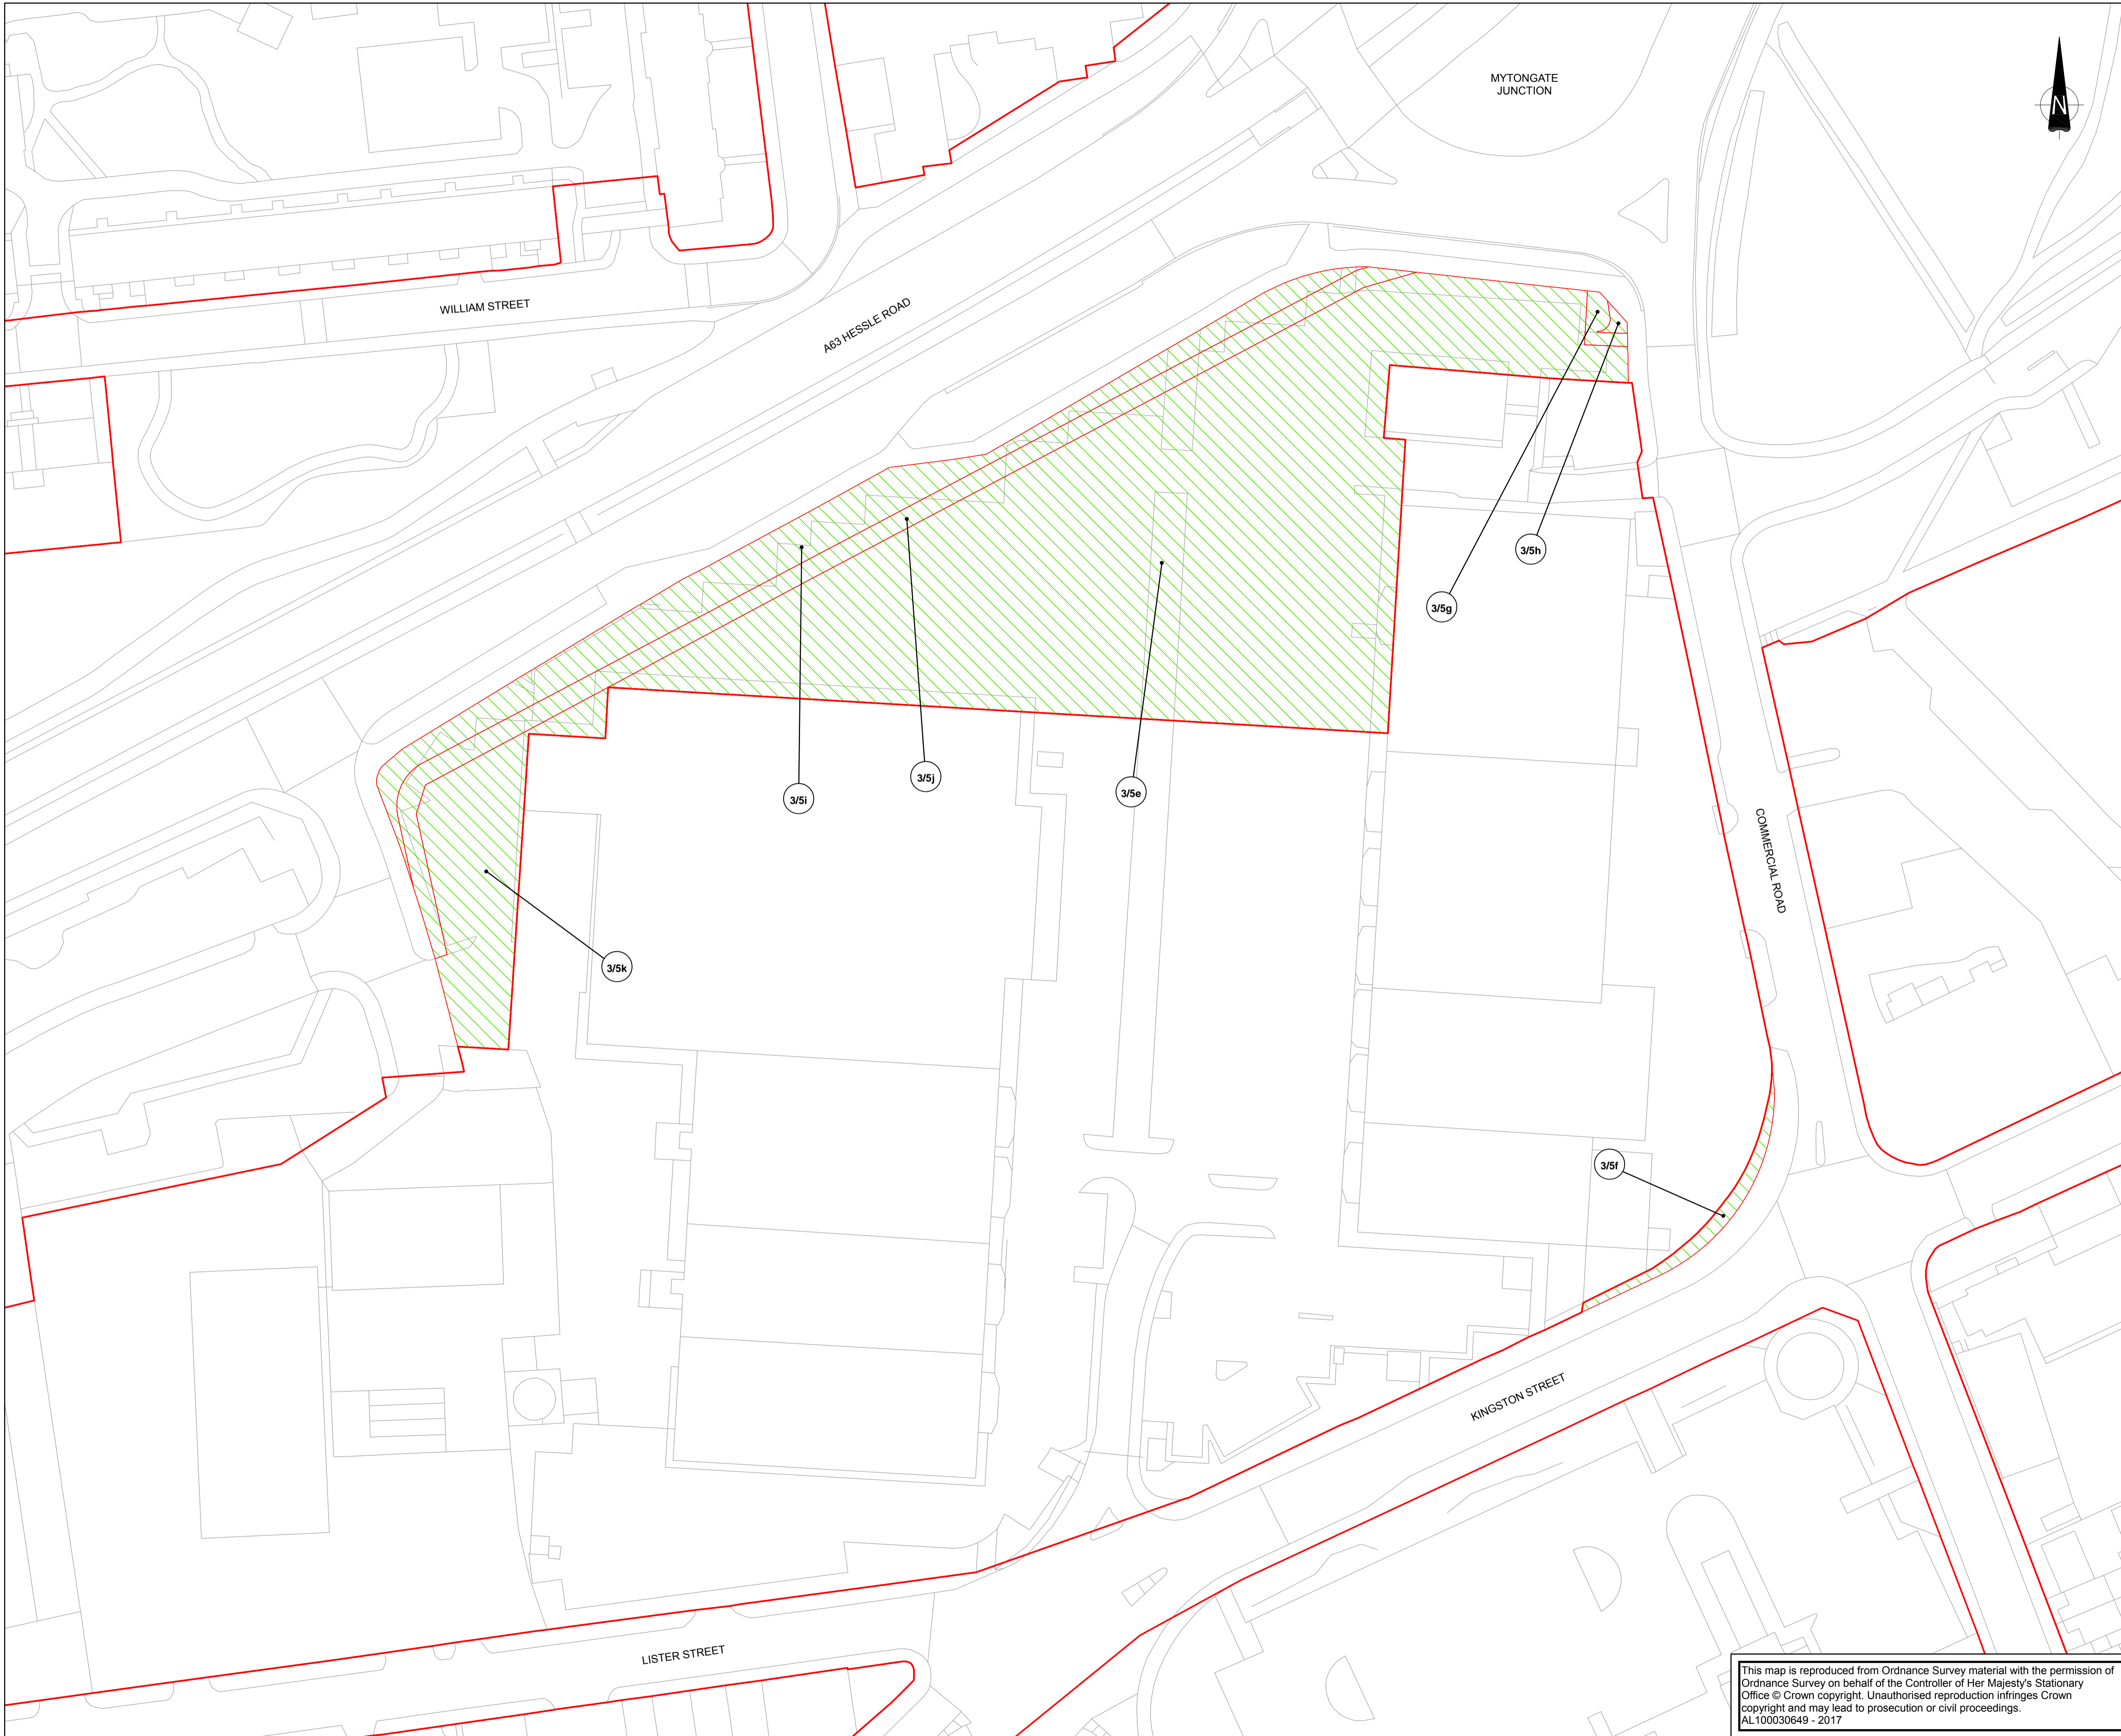 MYTONGATE
JUNCTION
N
WILLIAM STREET
A63 HESSLE ROAD
3/5h
3/5g
3/5i
3/5j
3/5e
COMMERCIAL ROAD
3/5k
3/5f
KINGSTON STREET
LISTER STREET
This map is reproduced from Ordnance Survey material with the permission of
Ordnance Survey on behalf of the Controller of Her Majesty's Stationary
Office © Crown copyright. Unauthorised reproduction infringes Crown
copyright and may lead to prosecution or civil proceedings.
AL100030649 - 2017